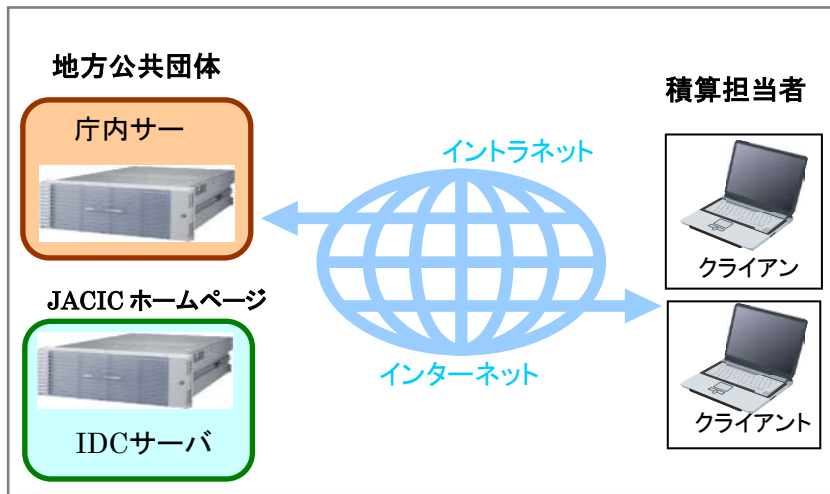 地方公共団体
庁内サー
JACIC ホームページ
IDCサーバ
イントラネット
インターネット
積算担当者
クライアン
クライアント